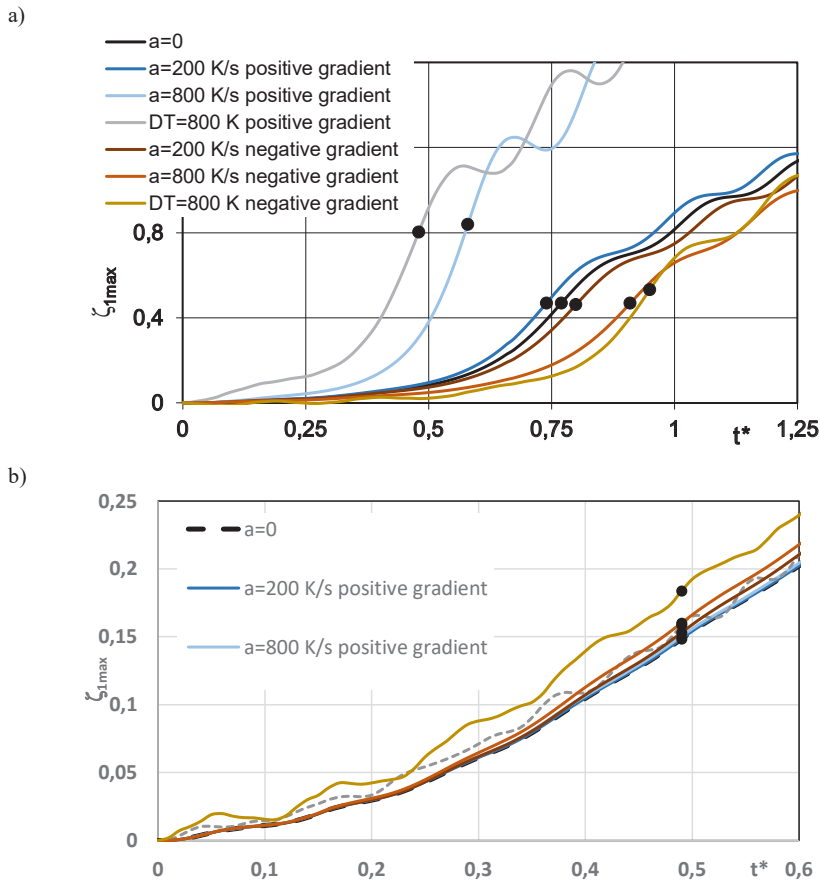 a)
a=0
a=200 K/s positive gradient
a=800 K/s positive gradient
DT=800 K positive gradient
a=200 K/s negative gradient
a=800 K/s negative gradient
DT=800 K negative gradient
0,8
ζ1max
0,4
0
0 0,25 0,5 0,75 1 t* 1,25
b)
0,25
a=0
0,2
a=200 K/s positive gradient
0,15
a=800 K/s positive gradient
ζ1max
0,1
0,05
0
0 0,1 0,2 0,3 0,4 0,5 t* 0,6